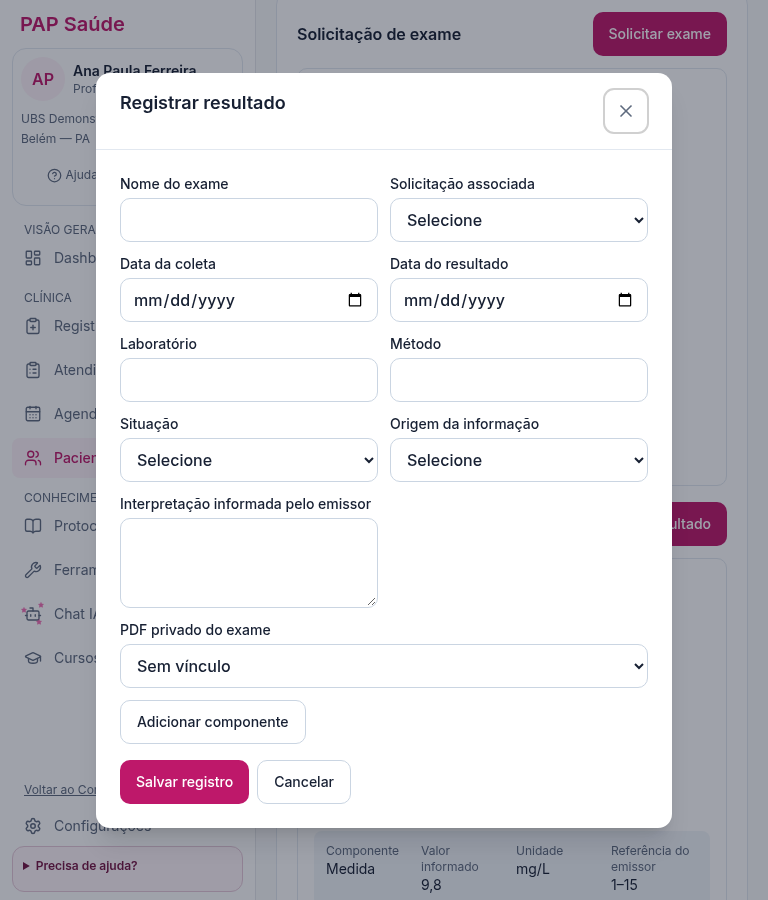 PAP Saúde
AP
Ana Paula Ferreira
Prof
UBS Demons
Belém — PA
Ajuda
VISÃO GERA
Dashb
CLÍNICA
Regist
Atendi
Agend
Pacien
CONHECIME
Protoc
Ferram
Chat IA
Cursos
Voltar ao Con
Configurações
Precisa de ajuda?
Solicitação de exame
Solicitar exame
Registrar resultado
Nome do exame
Solicitação associada
Selecione
Data da coleta
Data do resultado
mm/dd/yyyy
mm/dd/yyyy
Laboratório
Método
Situação
Origem da informação
Selecione
Selecione
Interpretação informada pelo emissor
PDF privado do exame
Sem vínculo
Adicionar componente
Salvar registro
Cancelar
ultado
Componente
Valor informado
Unidade
Referência do emissor
Medida
9,8
mg/L
1–15